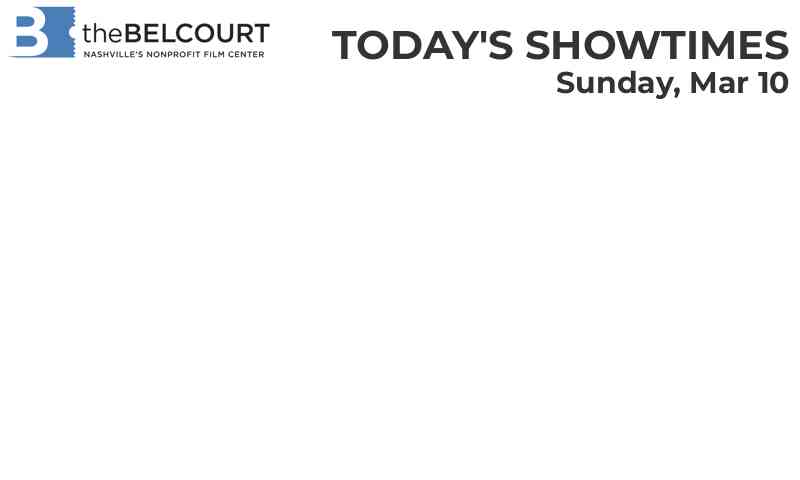 B theBELCOURT
NASHVILLE'S NONPROFIT FILM CENTER
TODAY'S SHOWTIMES
Sunday, Mar 10